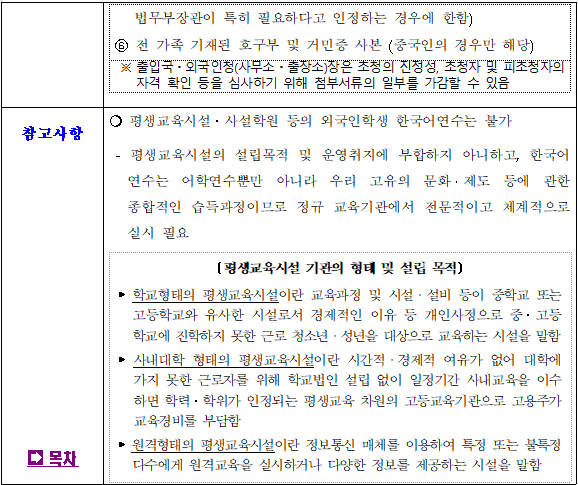 법무부장관이 특히 필요하다고 인정하는 경우에 한함)
⑥ 전 가족 기재된 호구부 및 거민증 사본 (중국인의 경우만 해당)
※ 출입국·외국인청(사무소·출장소)장은 초청의 진정성, 초청자 및 피초청자의
자격 확인 등을 심사하기 위해 첨부서류의 일부를 가감할 수 있음
참고사항
❍ 평생교육시설·사설학원 등의 외국인학생 한국어연수는 불가
- 평생교육시설의 설립목적 및 운영취지에 부합하지 아니하고, 한국어
연수는 어학연수뿐만 아니라 우리 고유의 문화·제도 등에 관한
종합적인 습득과정이므로 정규 교육기관에서 전문적이고 체계적으로
실시 필요
(평생교육시설 기관의 형태 및 설립 목적)
▸ 학교형태의 평생교육시설이란 교육과정 및 시설·설비 등이 중학교 또는
고등학교와 유사한 시설로서 경제적인 이유 등 개인사정으로 중·고등
학교에 진학하지 못한 근로 청소년·성년을 대상으로 교육하는 시설을 말함
▸ 사내대학 형태의 평생교육시설이란 시간적·경제적 여유가 없어 대학에
가지 못한 근로자를 위해 학교법인 설립 없이 일정기간 사내교육을 이수
하면 학력·학위가 인정되는 평생교육 차원의 고등교육기관으로 고용주가
교육경비를 부담함
▸ 원격형태의 평생교육시설이란 정보통신 매체를 이용하여 특정 또는 불특정
다수에게 원격교육을 실시하거나 다양한 정보를 제공하는 시설을 말함
➪ 목차